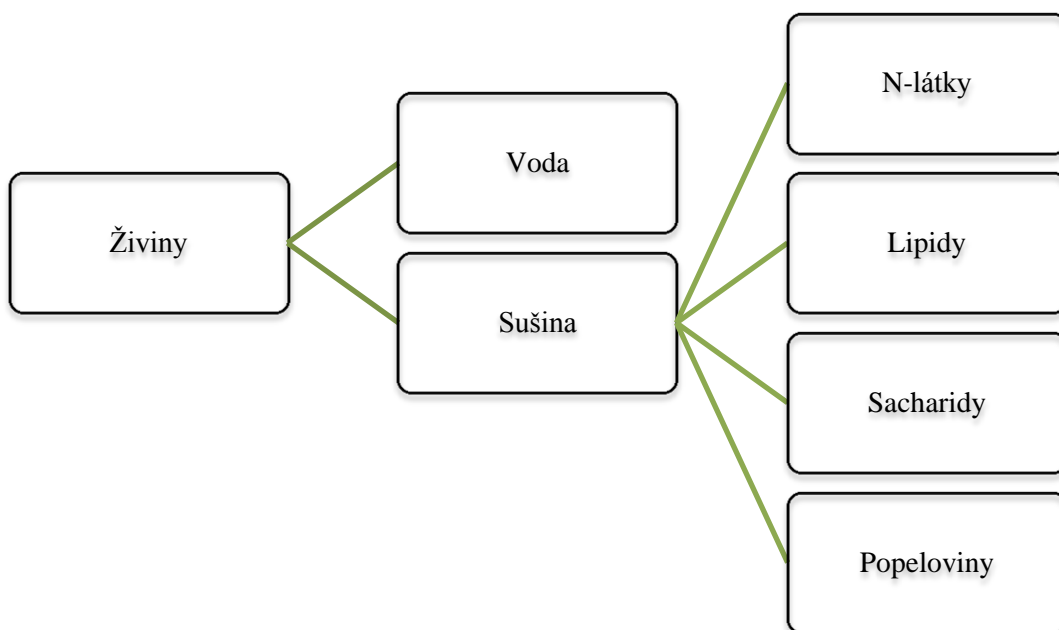 Živiny
Voda
Sušina
N-látky
Lipidy
Sacharidy
Popeloviny